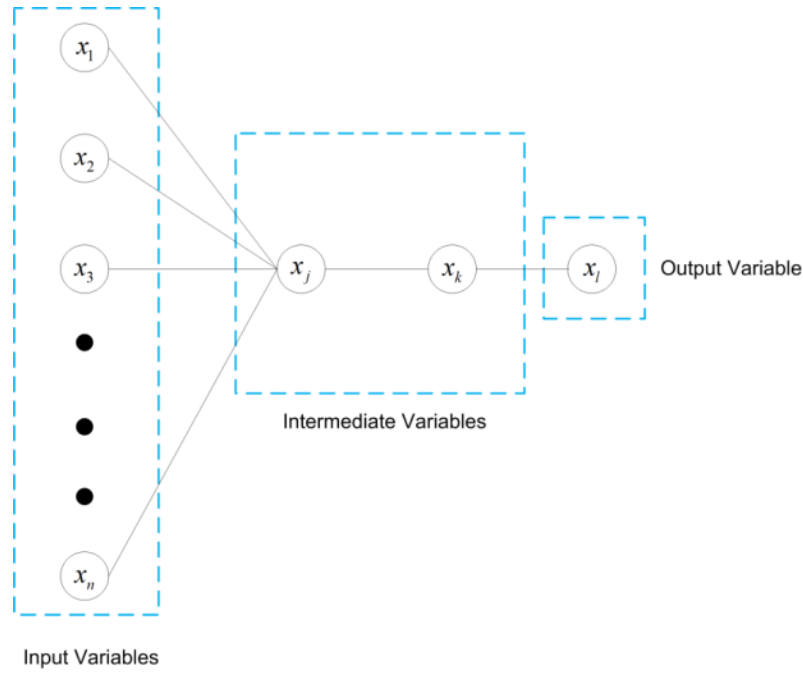 x₁
x₂
x₃
xⱼ
xₖ
xₗ
Output Variable
Intermediate Variables
xₙ
Input Variables